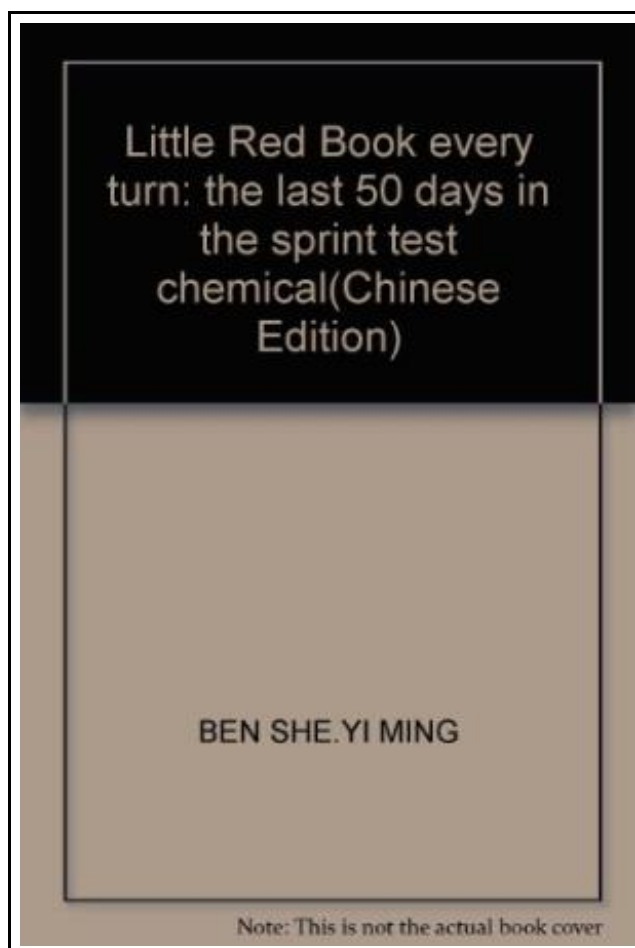 Little Red Book every
turn: the last 50 days in
the sprint test
chemical(Chinese
Edition)
BEN SHE.YI MING
Note: This is not the actual book cover